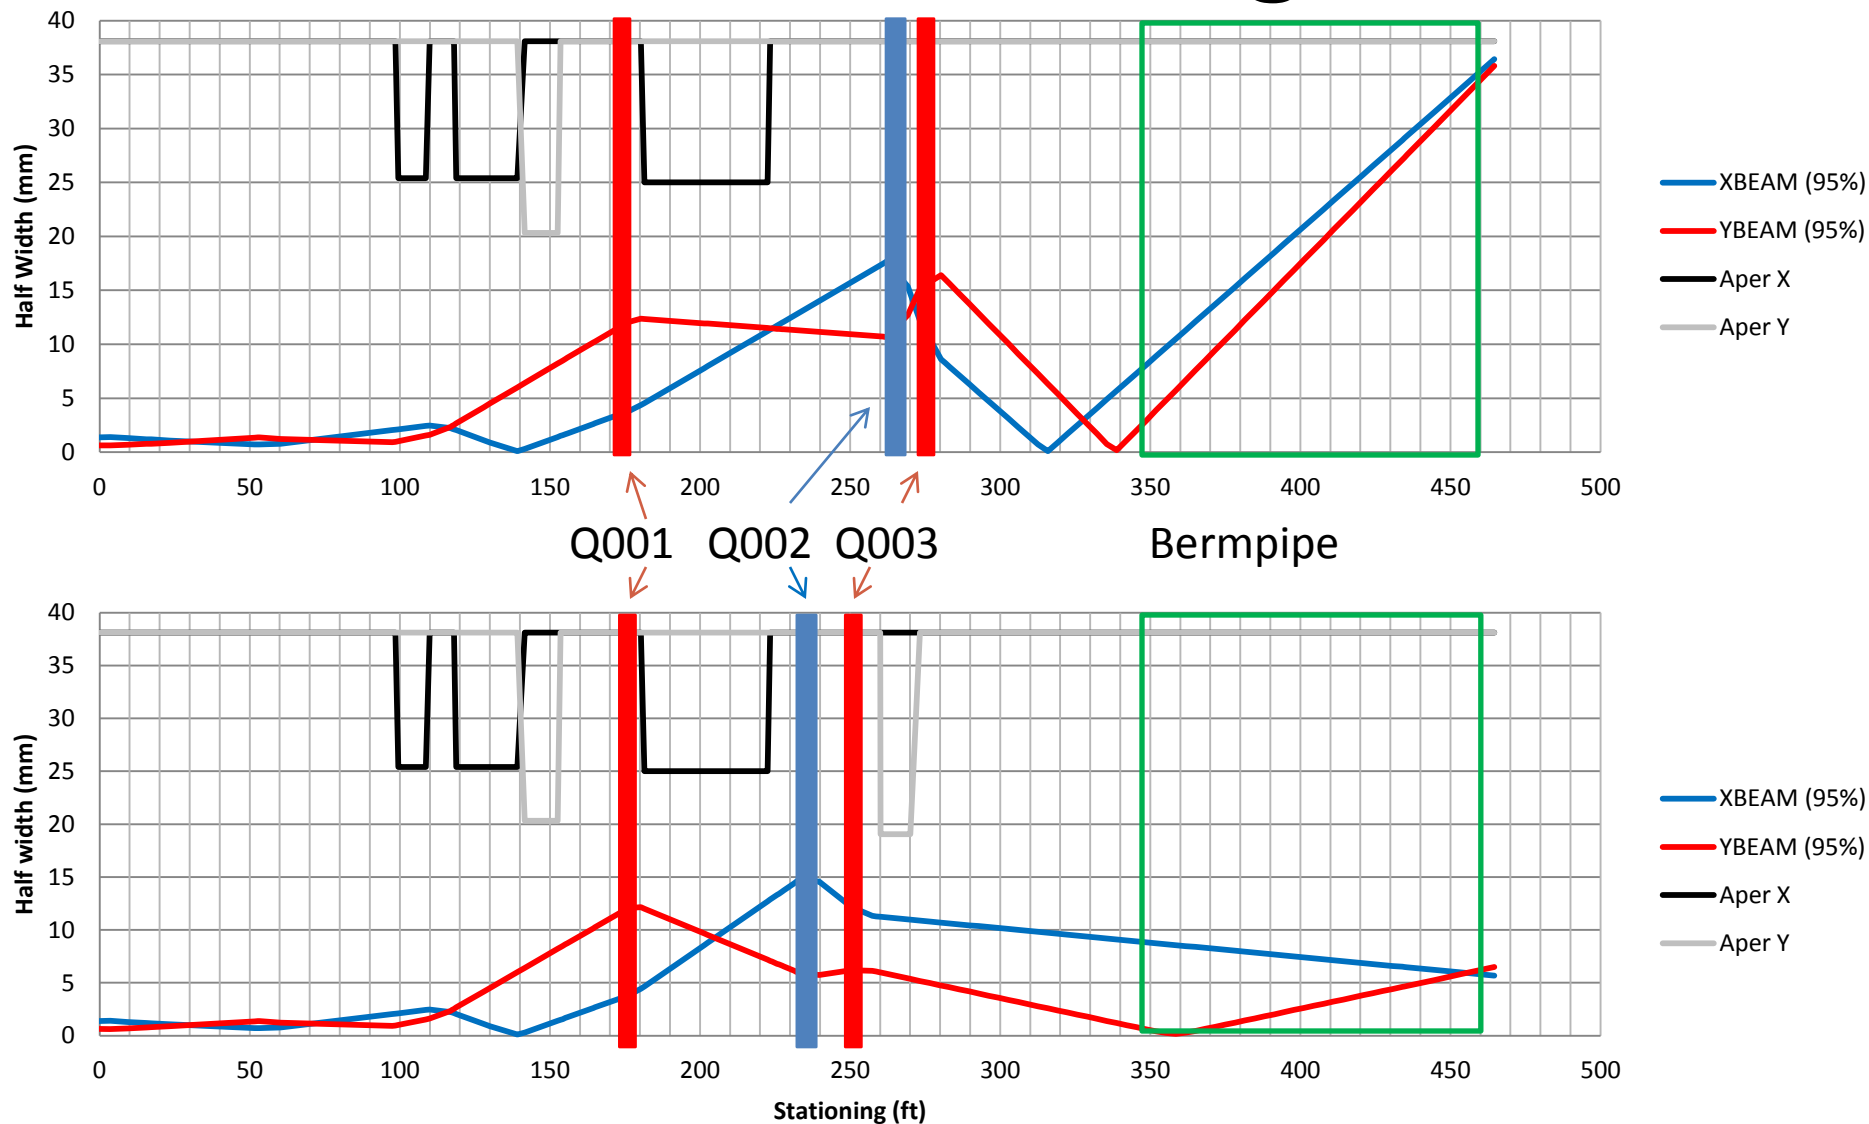 40
35
30
25
20
15
10
5
0
Half Width (mm)
0 50 100 150 200 250 300 350 400 450 500
XBEAM (95%)
YBEAM (95%)
Aper X
Aper Y
Q001 Q002 Q003 Bermpipe
40
35
30
25
20
15
10
5
0
Half width (mm)
0 50 100 150 200 250 300 350 400 450 500
Stationing (ft)
XBEAM (95%)
YBEAM (95%)
Aper X
Aper Y